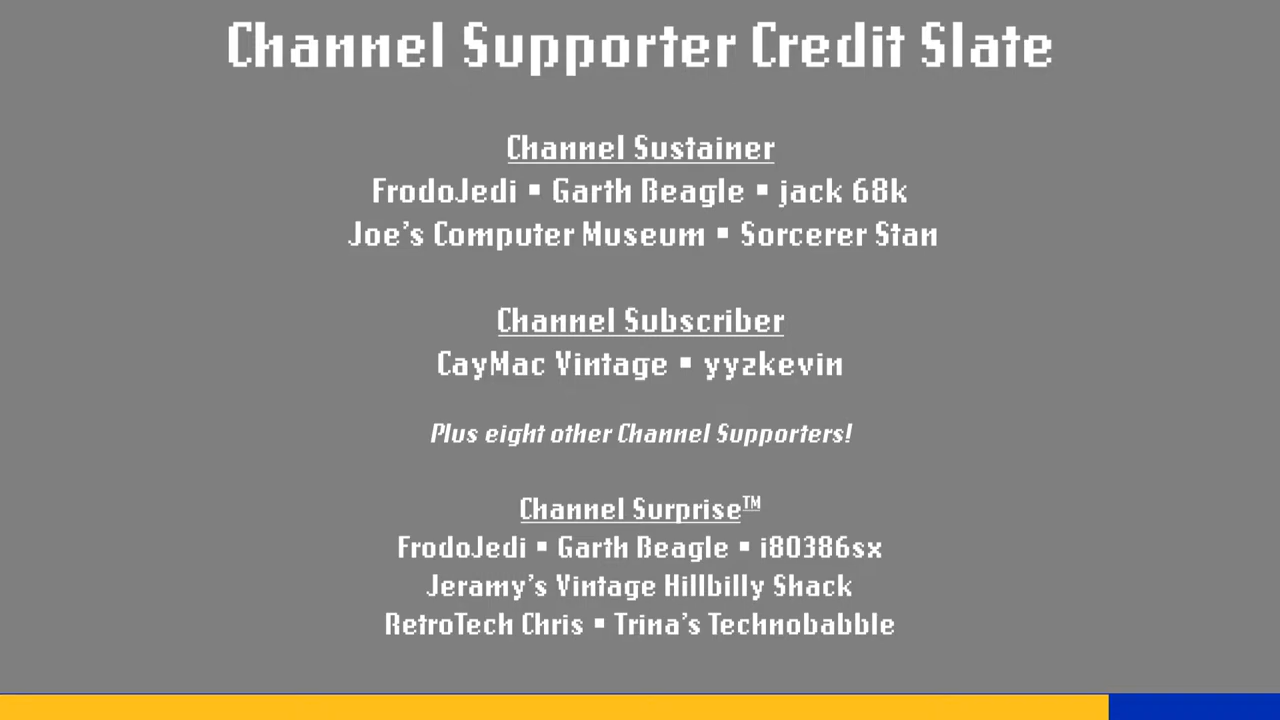 Channel Supporter Credit Slate
Channel Sustainer
FrodoJedi ▪ Garth Beagle ▪ jack 68k
Joe’s Computer Museum ▪ Sorcerer Stan
Channel Subscriber
CayMac Vintage ▪ yyzkevin
Plus eight other Channel Supporters!
Channel Surprise™
FrodoJedi ▪ Garth Beagle ▪ i80386sx
Jeramy’s Vintage Hillbilly Shack
RetroTech Chris ▪ Trina’s Technobabble